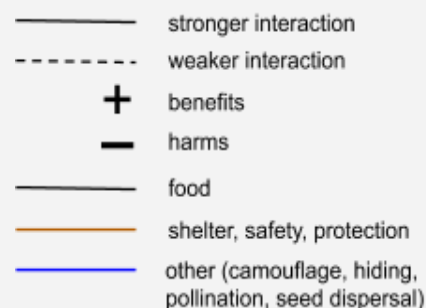 stronger interaction
weaker interaction
+ benefits
− harms
food
shelter, safety, protection
other (camouflage, hiding,
pollination, seed dispersal)